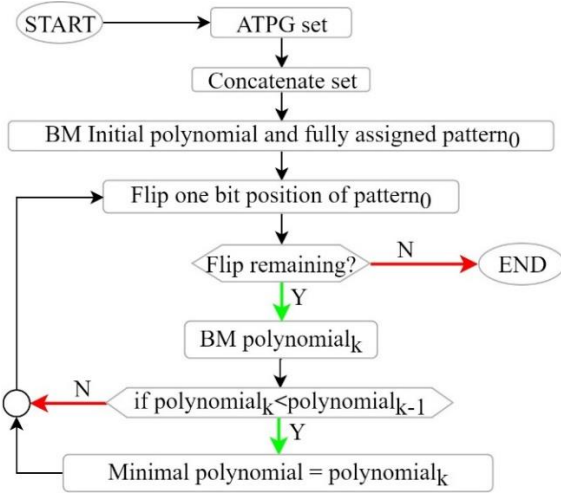 START
ATPG set
Concatenate set
BM Initial polynomial and fully assigned pattern0
Flip one bit position of pattern0
Flip remaining?
N
END
Y
BM polynomialk
N
if polynomialk<polynomialk-1
Y
Minimal polynomial = polynomialk